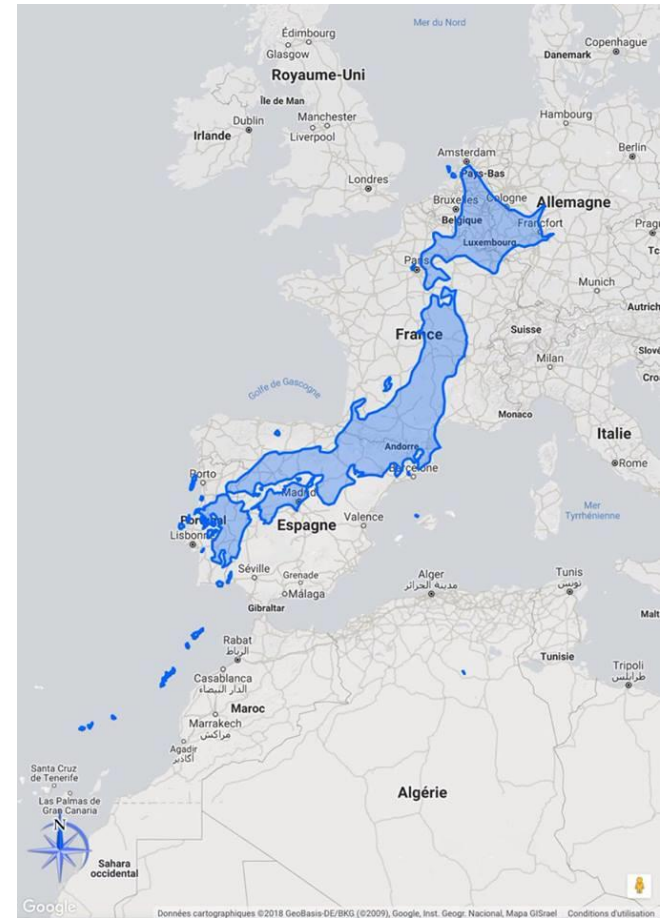 Mer du Nord
Édimbourg
Glasgow
Copenhague
Danemark
Royaume-Uni
Île de Man
Dublin
Manchester
Hambourg
Irlande
Liverpool
Berlin
Amsterdam
Londres
Pays-Bas
Bruxelles
Cologne
Allemagne
Belgique
Francfort
Prag
Luxembourg
Tc
Paris
Munich
Autrich
France
Suisse
Slové
Milan
Cro
Golfe de Gascogne
Monaco
Andorre
Italie
Porto
Barcelone
Rome
Madrid
Mer
Tyrrhénienne
Portugal
Espagne
Valence
Lisbonne
Séville
Grenade
Alger
مدينة الجزائر
Tunis
تونس
Málaga
Gibraltar
Malt
Rabat
الرباط
Tunisie
Tripoli
طرابلس
Casablanca
الدار البيضاء
Maroc
Marrakech
مراكش
Agadir
أكادير
Santa Cruz
de Tenerife
Algérie
Las Palmas de
Gran Canaria
N
Sahara
occidental
Google
Données cartographiques ©2018 GeoBasis-DE/BKG (©2009), Google, Inst. Geogr. Nacional, Mapa GISrael Conditions d'utilisation